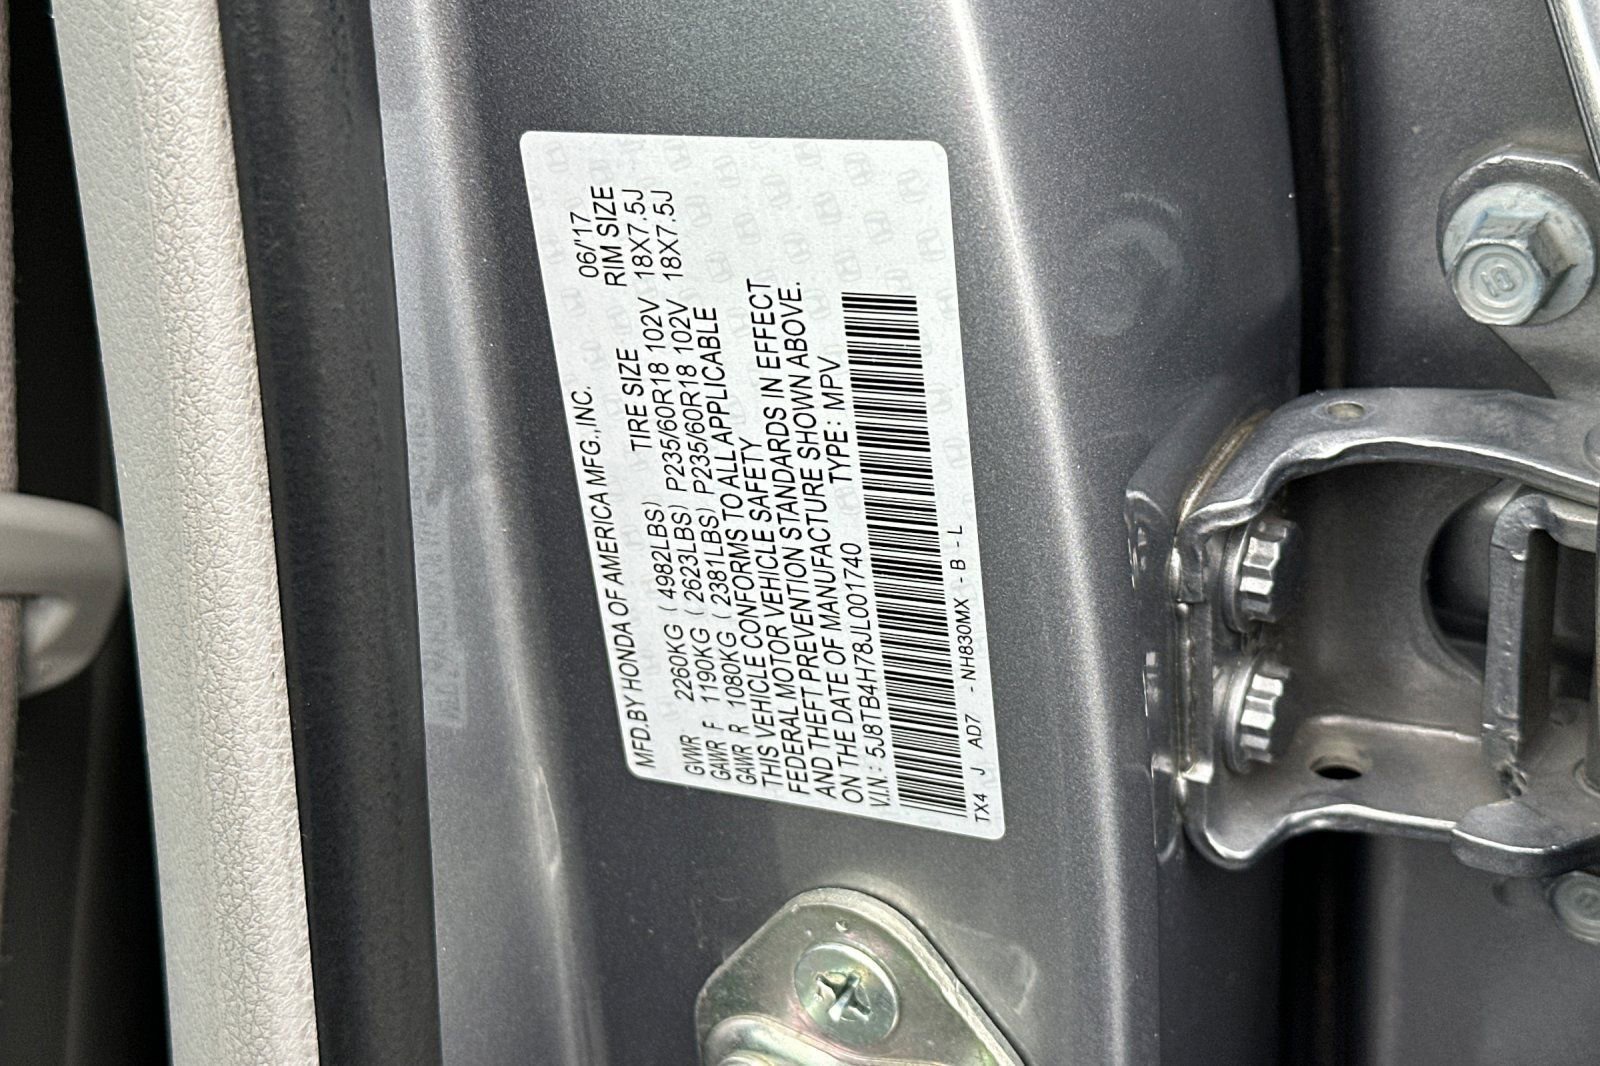 MFD.BY HONDA OF AMERICA MFG.,INC. 06/'17
TIRE SIZE RIM SIZE
GVWR 2260KG ( 4982LBS)
GAWR F 1190KG ( 2623LBS) P235/60R18 102V 18X7.5J
GAWR R 1080KG ( 2381LBS) P235/60R18 102V 18X7.5J
THIS VEHICLE CONFORMS TO ALL APPLICABLE
FEDERAL MOTOR VEHICLE SAFETY
AND THEFT PREVENTION STANDARDS IN EFFECT
ON THE DATE OF MANUFACTURE SHOWN ABOVE.
V.I.N : 5J8TB4H78JL001740 TYPE: MPV
TX4 J AD7 - NH830MX - B - L
10